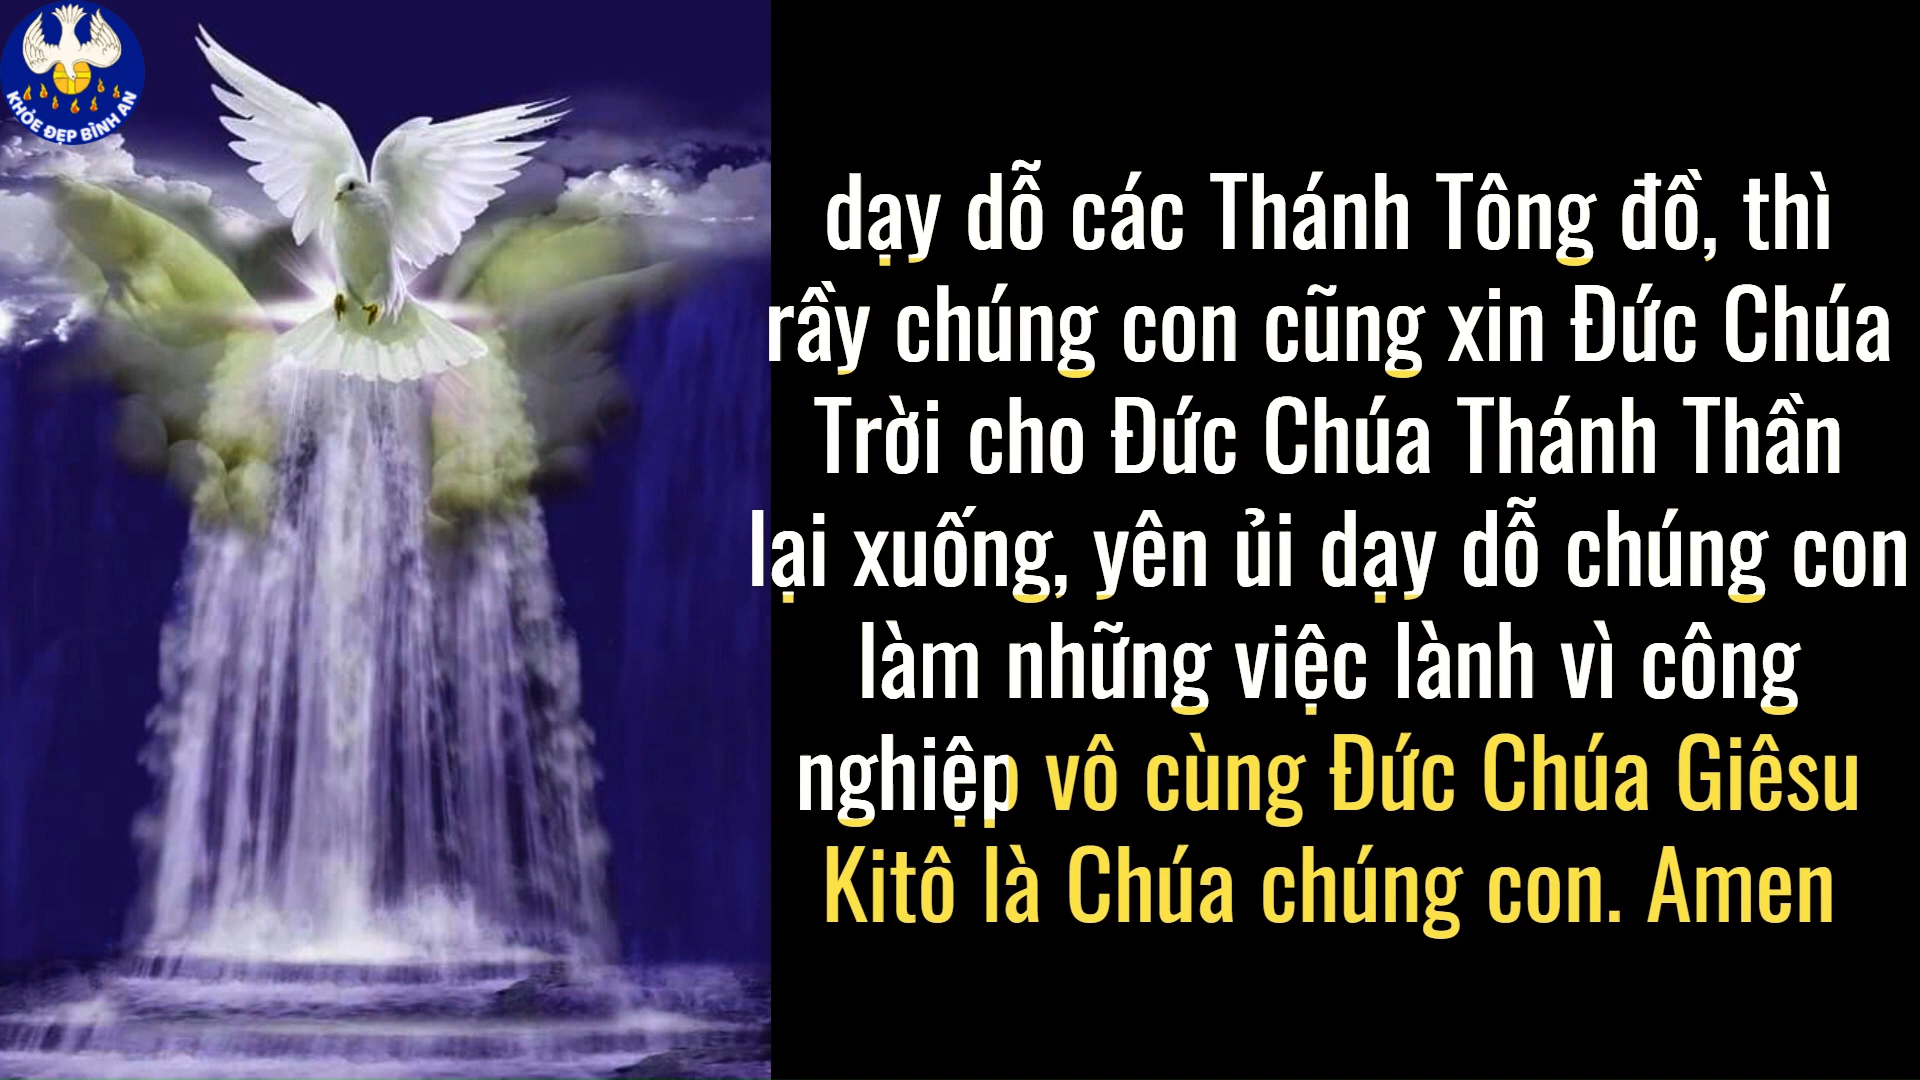 KHỎE ĐẸP BÌNH AN
dạy dỗ các Thánh Tông đồ, thì
rầy chúng con cũng xin Đức Chúa
Trời cho Đức Chúa Thánh Thần
lại xuống, yên ủi dạy dỗ chúng con
làm những việc lành vì công
nghiệp vô cùng Đức Chúa Giêsu
Kitô là Chúa chúng con. Amen